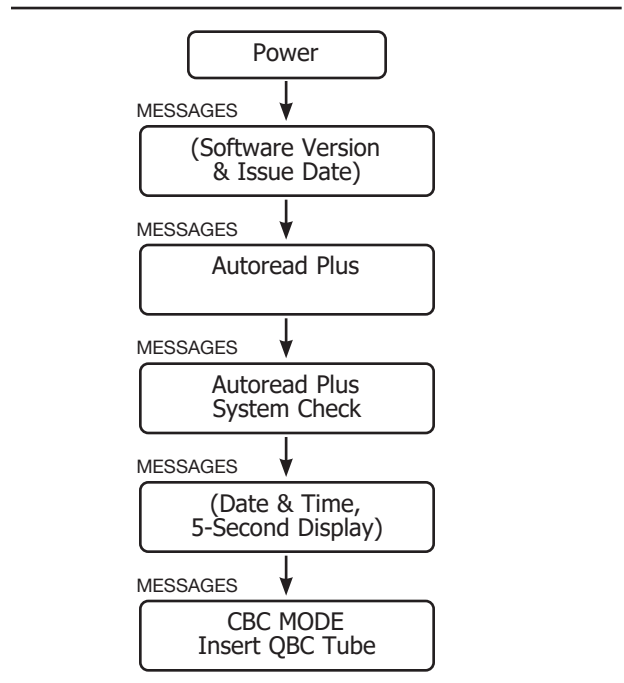 Power
MESSAGES
(Software Version
& Issue Date)
MESSAGES
Autoread Plus
MESSAGES
Autoread Plus
System Check
MESSAGES
(Date & Time,
5-Second Display)
MESSAGES
CBC MODE
Insert QBC Tube